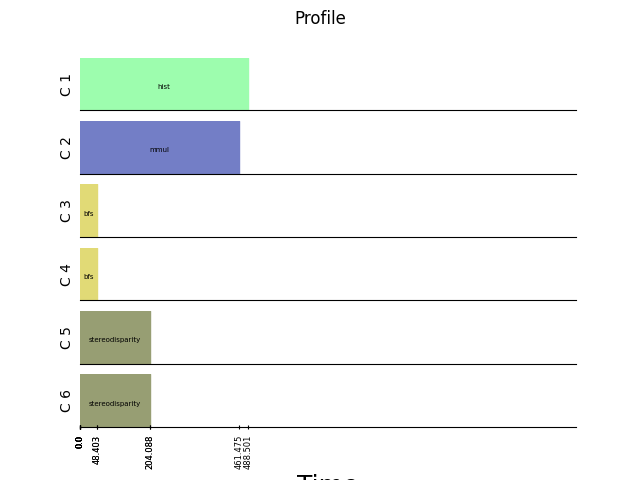 Profile
C 1
hist
C 2
mmul
C 3
bfs
C 4
bfs
C 5
stereodisparity
C 6
stereodisparity
0.0
48.403
204.088
461.475
488.501
Time